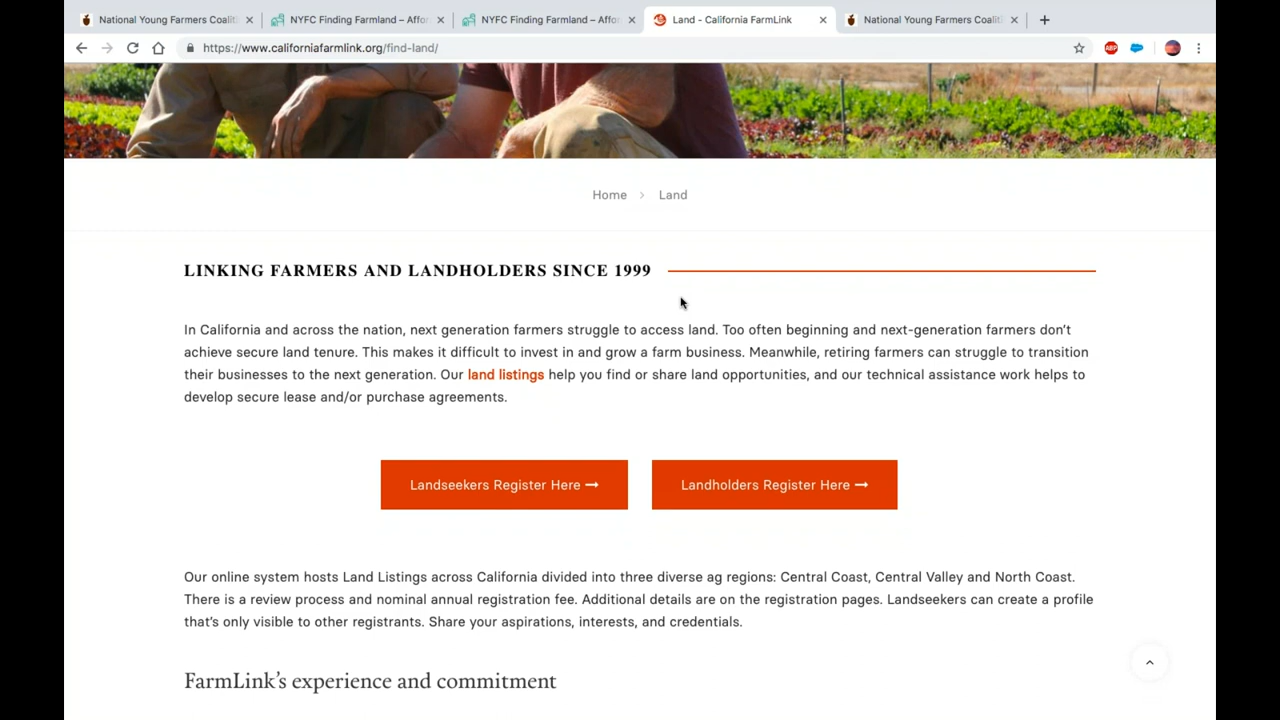 National Young Farmers Coaliti
NYFC Finding Farmland – Affor
NYFC Finding Farmland – Affor
Land - California FarmLink
National Young Farmers Coaliti
https://www.californiafarmlink.org/find-land/
ABP
Home > Land
LINKING FARMERS AND LANDHOLDERS SINCE 1999
In California and across the nation, next generation farmers struggle to access land. Too often beginning and next-generation farmers don’t
achieve secure land tenure. This makes it difficult to invest in and grow a farm business. Meanwhile, retiring farmers can struggle to transition
their businesses to the next generation. Our land listings help you find or share land opportunities, and our technical assistance work helps to
develop secure lease and/or purchase agreements.
Landseekers Register Here →
Landholders Register Here →
Our online system hosts Land Listings across California divided into three diverse ag regions: Central Coast, Central Valley and North Coast.
There is a review process and nominal annual registration fee. Additional details are on the registration pages. Landseekers can create a profile
that’s only visible to other registrants. Share your aspirations, interests, and credentials.
FarmLink’s experience and commitment